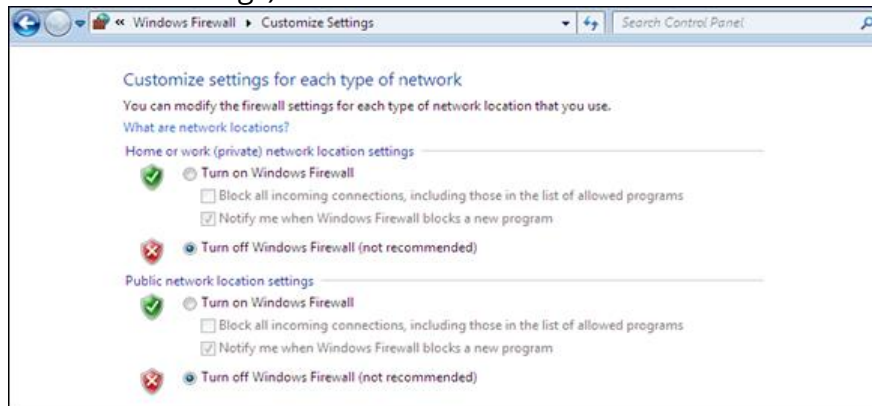 « Windows Firewall ▸ Customize Settings
Search Control Panel
Customize settings for each type of network
You can modify the firewall settings for each type of network location that you use.
What are network locations?
Home or work (private) network location settings
Turn on Windows Firewall
Block all incoming connections, including those in the list of allowed programs
Notify me when Windows Firewall blocks a new program
Turn off Windows Firewall (not recommended)
Public network location settings
Turn on Windows Firewall
Block all incoming connections, including those in the list of allowed programs
Notify me when Windows Firewall blocks a new program
Turn off Windows Firewall (not recommended)